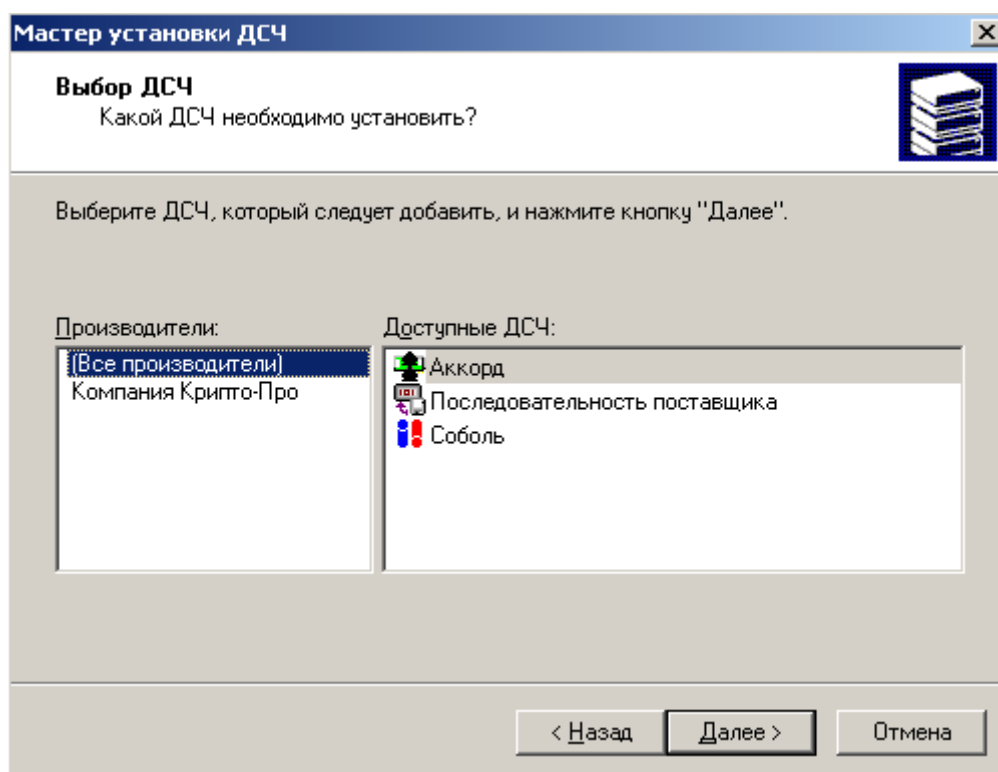 Мастер установки ДСЧ
Выбор ДСЧ
Какой ДСЧ необходимо установить?
Выберите ДСЧ, который следует добавить, и нажмите кнопку "Далее".
Производители:
(Все производители)
Компания Крипто-Про
Доступные ДСЧ:
Аккорд
Последовательность поставщика
Соболь
< Назад
Далее >
Отмена